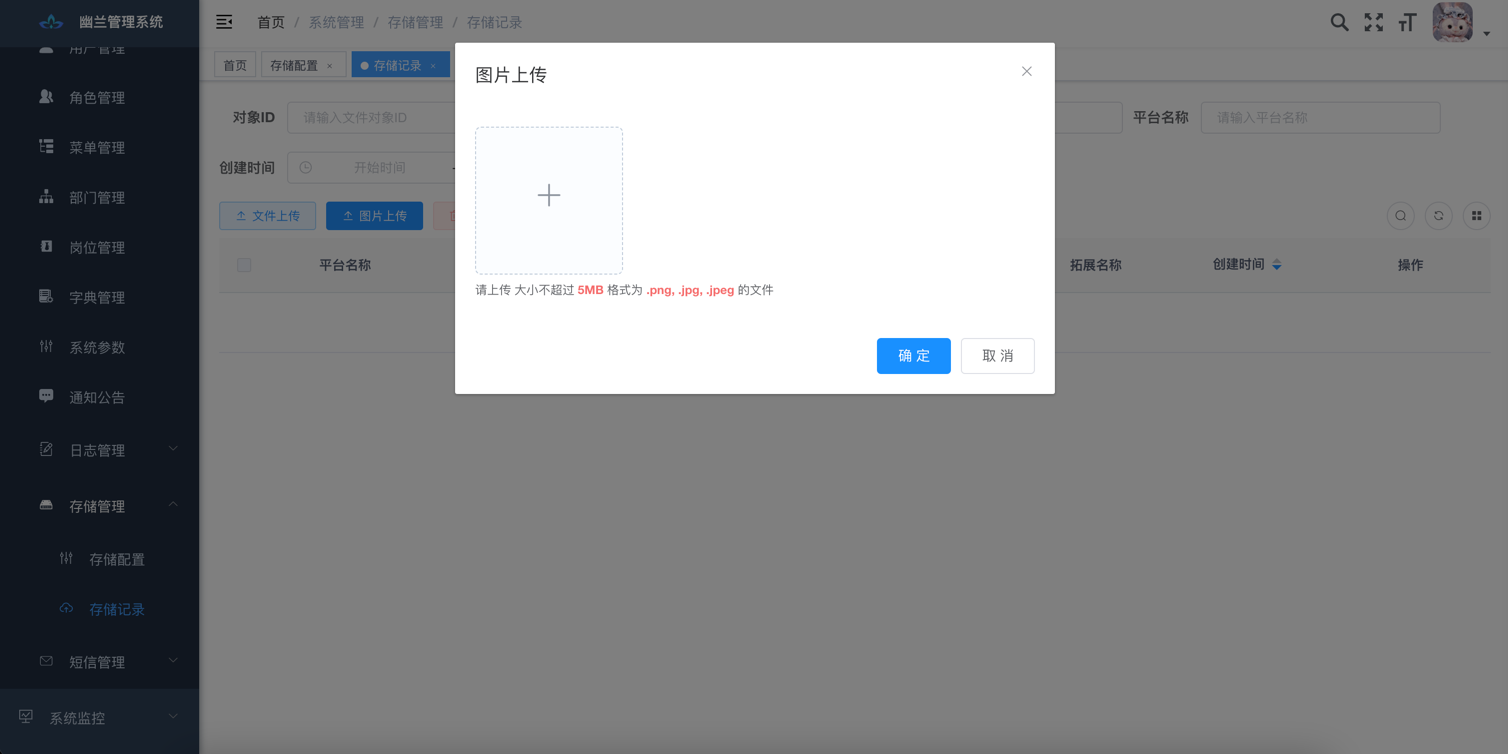 幽兰管理系统
首页 / 系统管理 / 存储管理 / 存储记录
用户管理
首页
存储配置 ×
存储记录 ×
角色管理
菜单管理
部门管理
岗位管理
字典管理
系统参数
通知公告
日志管理
存储管理
存储配置
存储记录
短信管理
系统监控
对象ID
请输入文件对象ID
平台名称
请输入平台名称
创建时间
开始时间
文件上传
图片上传
平台名称
拓展名称
创建时间
操作
图片上传
请上传 大小不超过 5MB 格式为 .png, .jpg, .jpeg 的文件
确 定
取 消